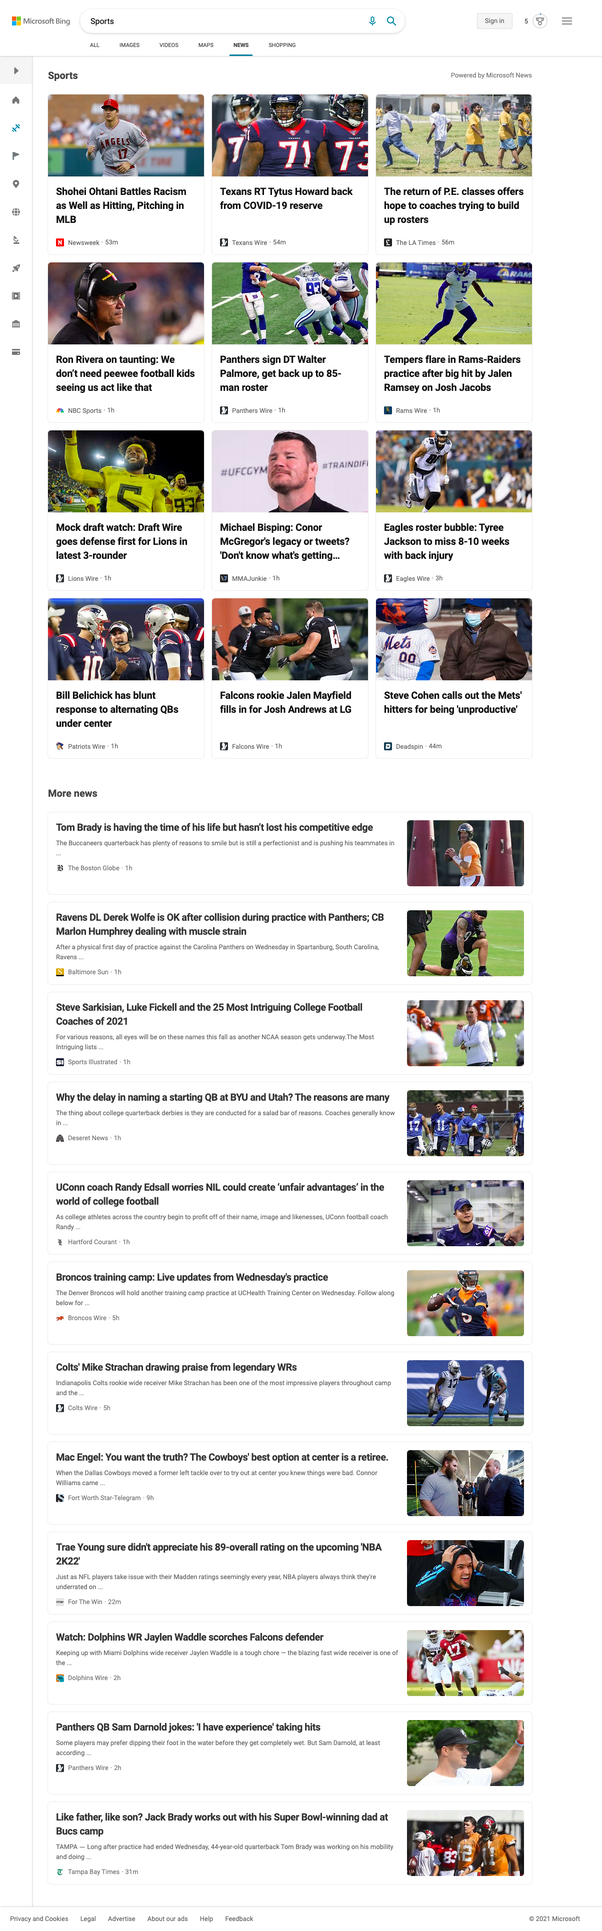 Microsoft Bing
Sports
Sign in
5
ALL IMAGES VIDEOS MAPS NEWS SHOPPING
Sports
Powered by Microsoft News
Shohei Ohtani Battles Racism
as Well as Hitting, Pitching in
MLB
Newsweek · 53m
Texans RT Tytus Howard back
from COVID-19 reserve
Texans Wire · 54m
The return of P.E. classes offers
hope to coaches trying to build
up rosters
The LA Times · 56m
Ron Rivera on taunting: We
don't need peewee football kids
seeing us act like that
NBC Sports · 1h
Panthers sign DT Walter
Palmore, get back up to 85-
man roster
Panthers Wire · 1h
Tempers flare in Rams-Raiders
practice after big hit by Jalen
Ramsey on Josh Jacobs
Rams Wire · 1h
Mock draft watch: Draft Wire
goes defense first for Lions in
latest 3-rounder
Lions Wire · 1h
Michael Bisping: Conor
McGregor's legacy or tweets?
'Don't know what's getting...
MMAJunkie · 1h
Eagles roster bubble: Tyree
Jackson to miss 8-10 weeks
with back injury
Eagles Wire · 3h
Bill Belichick has blunt
response to alternating QBs
under center
Patriots Wire · 1h
Falcons rookie Jalen Mayfield
fills in for Josh Andrews at LG
Falcons Wire · 1h
Steve Cohen calls out the Mets'
hitters for being 'unproductive'
Deadspin · 44m
More news
Tom Brady is having the time of his life but hasn't lost his competitive edge
The Buccaneers quarterback has plenty of reasons to smile but is still a perfectionist and is pushing his teammates in
...
The Boston Globe · 1h
Ravens DL Derek Wolfe is OK after collision during practice with Panthers; CB
Marlon Humphrey dealing with muscle strain
After a physical first day of practice against the Carolina Panthers on Wednesday in Spartanburg, South Carolina,
Ravens ...
Baltimore Sun · 1h
Steve Sarkisian, Luke Fickell and the 25 Most Intriguing College Football
Coaches of 2021
For various reasons, all eyes will be on these names this fall as another NCAA season gets underway.The Most
Intriguing lists ...
Sports Illustrated · 1h
Why the delay in naming a starting QB at BYU and Utah? The reasons are many
The thing about college quarterback derbies is they are conducted for a salad bar of reasons. Coaches generally know
in ...
Deseret News · 1h
UConn coach Randy Edsall worries NIL could create 'unfair advantages' in the
world of college football
As college athletes across the country begin to profit off of their name, image and likenesses, UConn football coach
Randy ...
Hartford Courant · 1h
Broncos training camp: Live updates from Wednesday's practice
The Denver Broncos will hold another training camp practice at UCHealth Training Center on Wednesday. Follow along
below for ...
Broncos Wire · 5h
Colts' Mike Strachan drawing praise from legendary WRs
Indianapolis Colts rookie wide receiver Mike Strachan has been one of the most impressive players throughout camp
and the ...
Colts Wire · 5h
Mac Engel: You want the truth? The Cowboys' best option at center is a retiree.
When the Dallas Cowboys moved a former left tackle over to try out at center you knew things were bad. Connor
Williams came ...
Fort Worth Star-Telegram · 9h
Trae Young sure didn't appreciate his 89-overall rating on the upcoming 'NBA
2K22'
Just as NFL players take issue with their Madden ratings seemingly every year, NBA players always think they're
underrated on ...
For The Win · 22m
Watch: Dolphins WR Jaylen Waddle scorches Falcons defender
Keeping up with Miami Dolphins wide receiver Jaylen Waddle is a tough chore — the blazing fast wide receiver is one of
the ...
Dolphins Wire · 2h
Panthers QB Sam Darnold jokes: 'I have experience' taking hits
Some players may prefer dipping their foot in the water before they get completely wet. But Sam Darnold, at least
according ...
Panthers Wire · 2h
Like father, like son? Jack Brady works out with his Super Bowl-winning dad at
Bucs camp
TAMPA — Long after practice had ended Wednesday, 44-year-old quarterback Tom Brady was working on his mobility
and doing ...
Tampa Bay Times · 31m
Privacy and Cookies Legal Advertise About our ads Help Feedback
© 2021 Microsoft